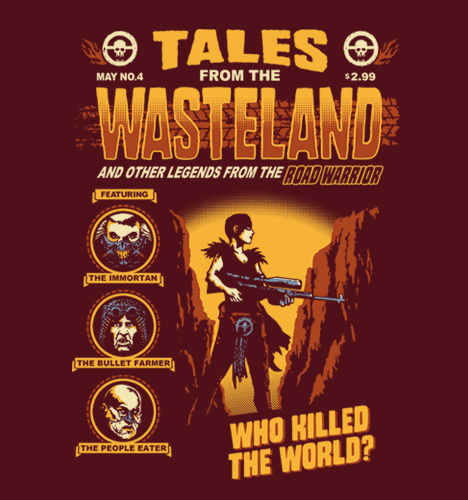 TALES
FROM THE
MAY NO.4
$2.99
WASTELAND
AND OTHER LEGENDS FROM THE ROAD WARRIOR
FEATURING
THE IMMORTAN
THE BULLET FARMER
THE PEOPLE EATER
WHO KILLED
THE WORLD?